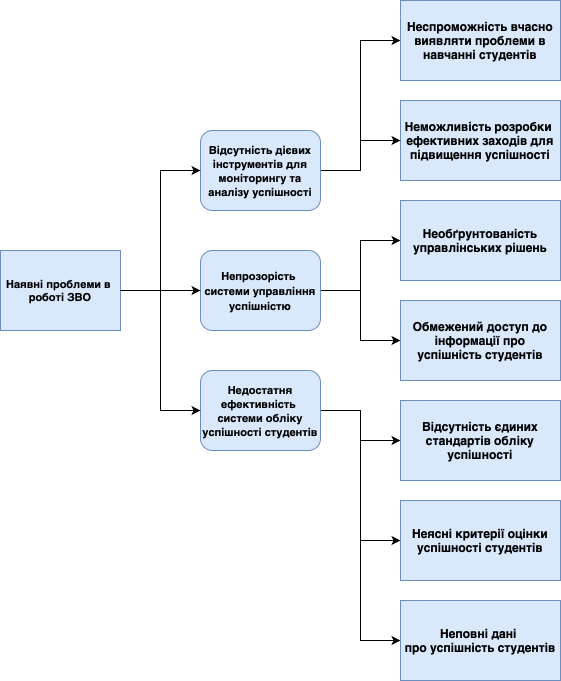 Наявні проблеми в
роботі ЗВО
Відсутність дієвих
інструментів для
моніторингу та
аналізу успішності
Непрозорість
системи управління
успішністю
Недостатня
ефективність
системи обліку
успішності студентів
Неспроможність вчасно
виявляти проблеми в
навчанні студентів
Неможливість розробки
ефективних заходів для
підвищення успішності
Необґрунтованість
управлінських рішень
Обмежений доступ до
інформації про
успішність студентів
Відсутність єдиних
стандартів обліку
успішності
Неясні критерії оцінки
успішності студентів
Неповні дані
про успішність студентів